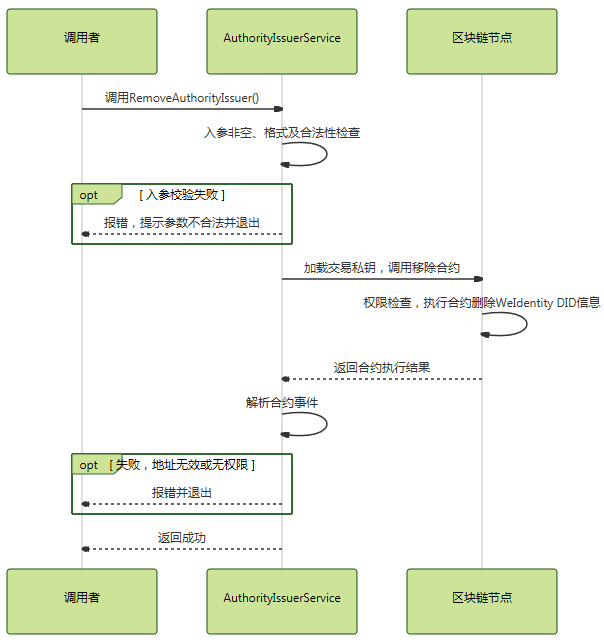 调用者
AuthorityIssuerService
区块链节点
调用RemoveAuthorityIssuer()
入参非空、格式及合法性检查
opt
[ 入参校验失败 ]
报错，提示参数不合法并退出
加载交易私钥，调用移除合约
权限检查，执行合约删除WeIdentity DID信息
返回合约执行结果
解析合约事件
opt
[ 失败，地址无效或无权限 ]
报错并退出
返回成功
调用者
AuthorityIssuerService
区块链节点